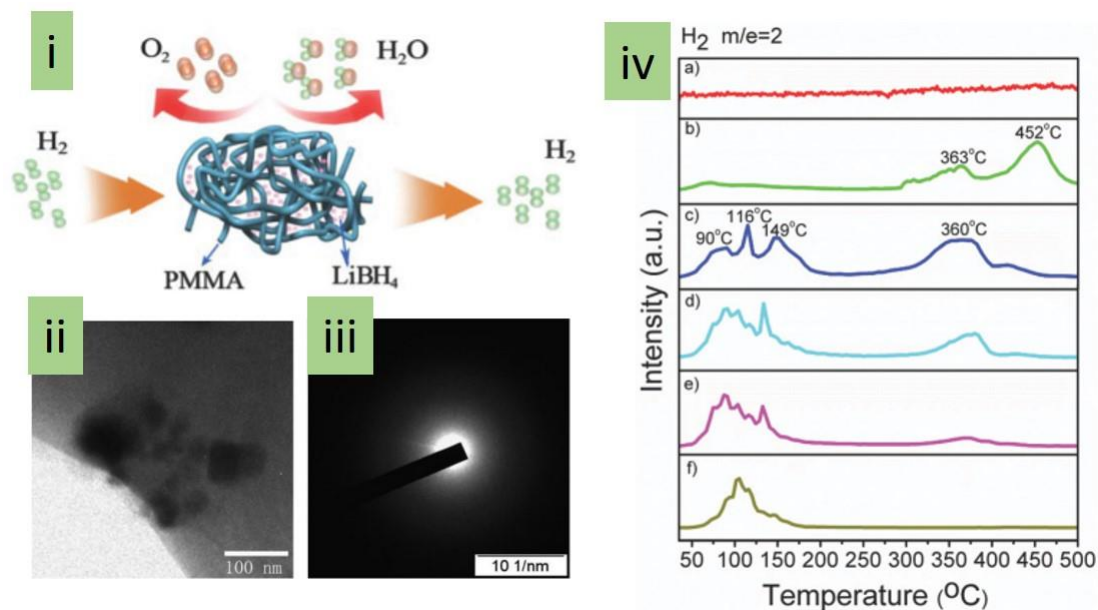 i
O₂
H₂O
H₂
H₂
PMMA
LiBH₄
ii
100 nm
iii
10 1/nm
iv
H₂ m/e=2
a)
b)
363°C
452°C
c)
90°C
116°C
149°C
360°C
d)
e)
f)
Intensity (a.u.)
50 100 150 200 250 300 350 400 450 500
Temperature (°C)